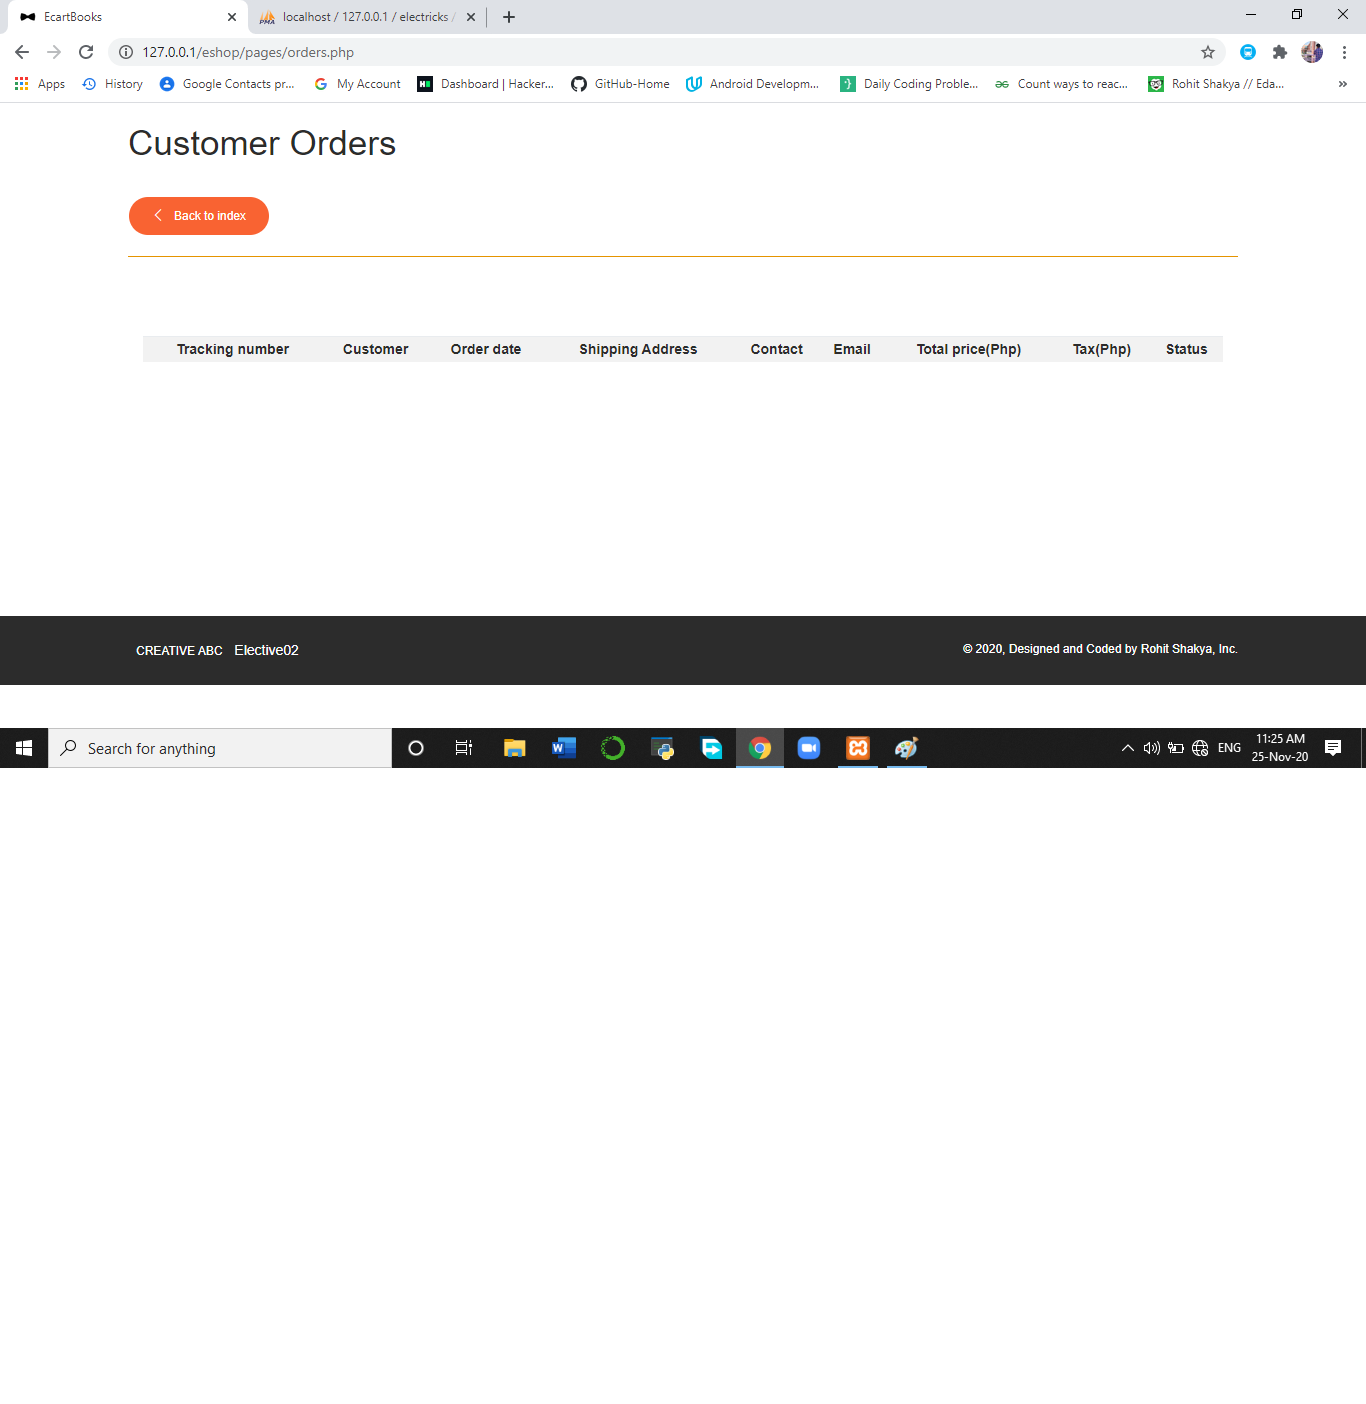 EcartBooks
PMA localhost / 127.0.0.1 / electricks /
127.0.0.1/eshop/pages/orders.php
Apps History Google Contacts pr... My Account Dashboard | Hacker... GitHub-Home Android Developm... Daily Coding Proble... Count ways to reac... Rohit Shakya // Eda... »
Customer Orders
Back to index
Tracking number Customer Order date Shipping Address Contact Email Total price(Php) Tax(Php) Status
CREATIVE ABC Elective02
© 2020, Designed and Coded by Rohit Shakya, Inc.
Search for anything
ENG
11:25 AM
25-Nov-20